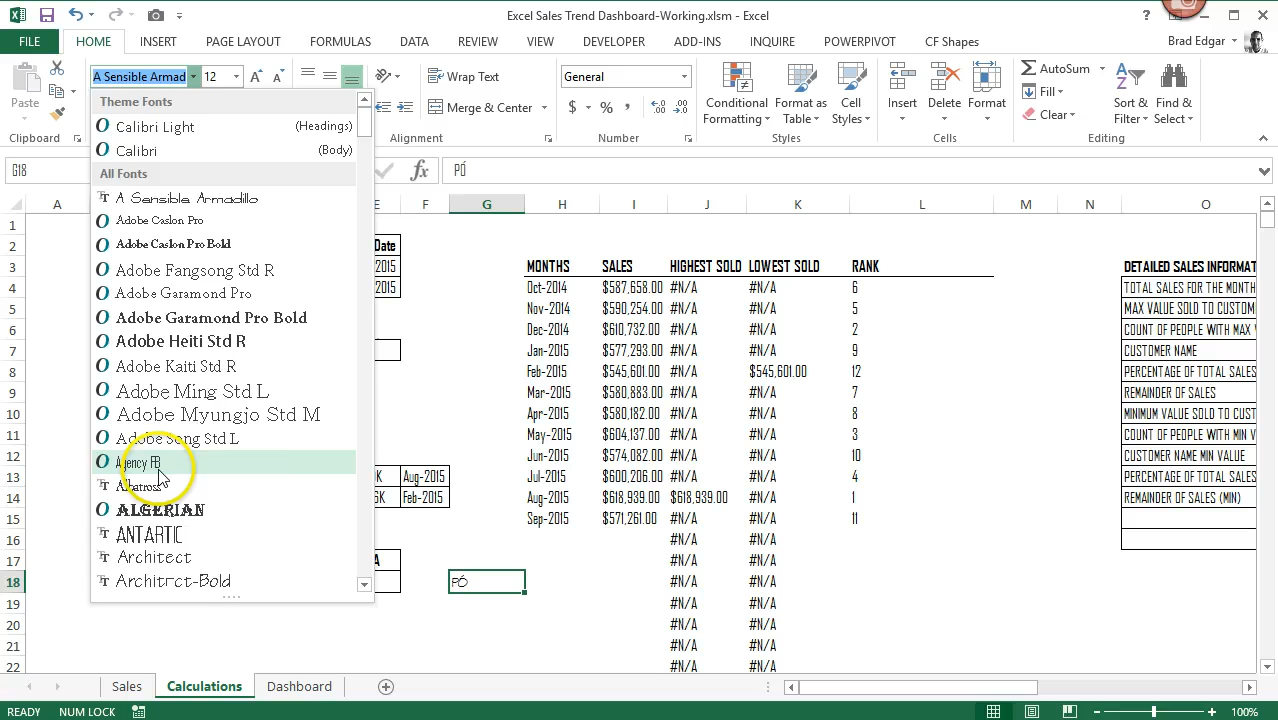 Excel Sales Trend Dashboard-Working.xlsm - Excel
FILE HOME INSERT PAGE LAYOUT FORMULAS DATA REVIEW VIEW DEVELOPER ADD-INS INQUIRE POWERPIVOT CF Shapes Brad Edgar
Paste
Clipboard
A Sensible Armad 12
Wrap Text
Merge & Center
Alignment
General
$ % ,
Number
Conditional Formatting
Format as Table
Cell Styles
Styles
Insert
Delete
Format
Cells
AutoSum
Fill
Clear
Sort & Filter
Find & Select
Editing
Theme Fonts
Calibri Light (Headings)
Calibri (Body)
All Fonts
A Sensible Armadillo
Adobe Caslon Pro
Adobe Caslon Pro Bold
Adobe Fangsong Std R
Adobe Garamond Pro
Adobe Garamond Pro Bold
Adobe Heiti Std R
Adobe Kaiti Std R
Adobe Ming Std L
Adobe Myungjo Std M
Adobe Song Std L
Agency FB
Albatross
ALGERIAN
ANTARTIC
Architect
Architect-Bold
G18 fx PÓ
A E F G H I J K L M N O
1
2 Date
3 2015 MONTHS SALES HIGHEST SOLD LOWEST SOLD RANK DETAILED SALES INFORMAT
4 2015 Oct-2014 $587,658.00 #N/A #N/A 6 TOTAL SALES FOR THE MONTH
5 Nov-2014 $590,254.00 #N/A #N/A 5 MAX VALUE SOLD TO CUSTOM
6 Dec-2014 $610,732.00 #N/A #N/A 2 COUNT OF PEOPLE WITH MAX
7 Jan-2015 $577,293.00 #N/A #N/A 9 CUSTOMER NAME
8 Feb-2015 $545,601.00 #N/A $545,601.00 12 PERCENTAGE OF TOTAL SALES
9 Mar-2015 $580,883.00 #N/A #N/A 7 REMAINDER OF SALES
10 Apr-2015 $580,182.00 #N/A #N/A 8 MINIMUM VALUE SOLD TO CUST
11 May-2015 $604,137.00 #N/A #N/A 3 COUNT OF PEOPLE WITH MIN V
12 Jun-2015 $574,082.00 #N/A #N/A 10 CUSTOMER NAME MIN VALUE
13 K Aug-2015 Jul-2015 $600,206.00 #N/A #N/A 4 PERCENTAGE OF TOTAL SALES
14 6K Feb-2015 Aug-2015 $618,939.00 $618,939.00 #N/A 1 REMAINDER OF SALES (MIN)
15 Sep-2015 $571,261.00 #N/A #N/A 11
16 #N/A #N/A
17 A #N/A #N/A
18 PÓ #N/A #N/A
19 #N/A #N/A
20 #N/A #N/A
21 #N/A #N/A
22 #N/A #N/A
Sales Calculations Dashboard
READY NUM LOCK 100%